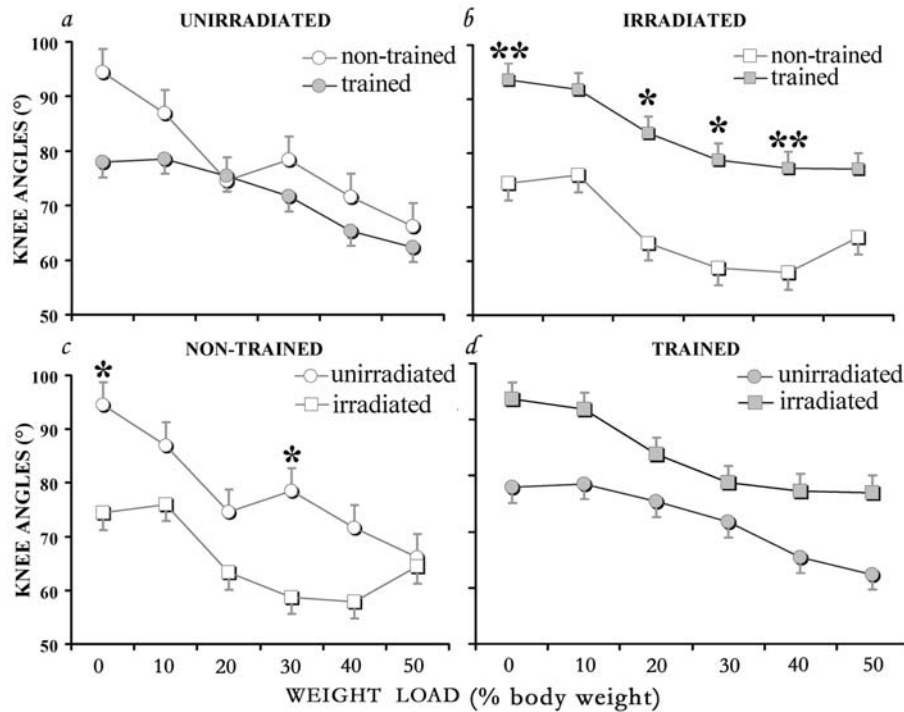 a UNIRRADIATED
100
90
80
70
60
50
KNEE ANGLES (°)
non-trained
trained
b IRRADIATED
non-trained
trained
** * * **
c NON-TRAINED
100
90
80
70
60
50
KNEE ANGLES (°)
unirradiated
irradiated
* *
0 10 20 30 40 50
d TRAINED
unirradiated
irradiated
0 10 20 30 40 50
WEIGHT LOAD (% body weight)